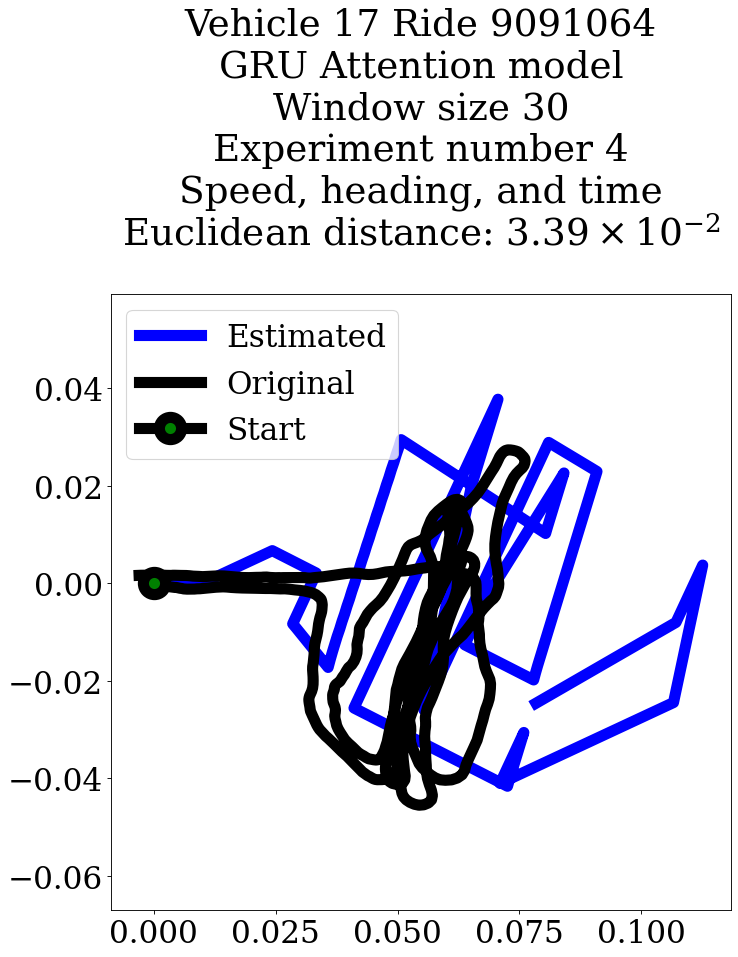 Vehicle 17 Ride 9091064
GRU Attention model
Window size 30
Experiment number 4
Speed, heading, and time
Euclidean distance: 3.39 × 10⁻²
Estimated
Original
Start
0.04
0.02
0.00
−0.02
−0.04
−0.06
0.000 0.025 0.050 0.075 0.100